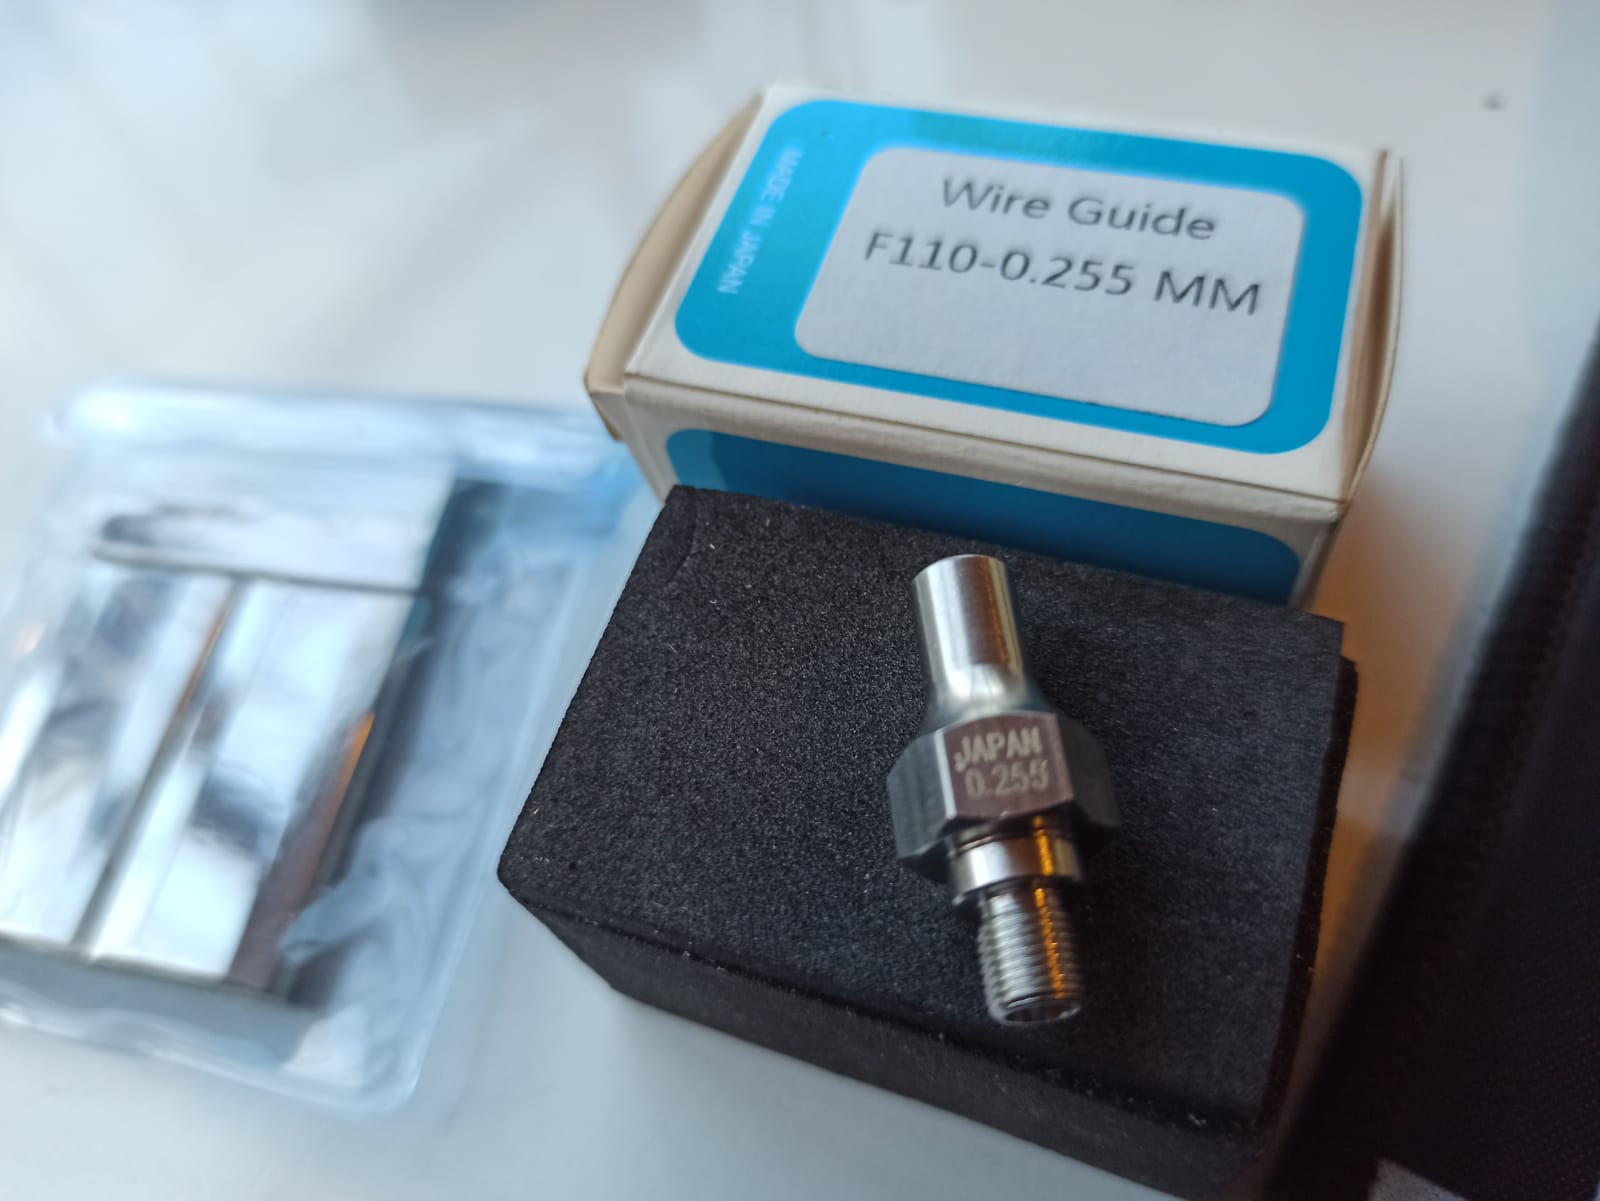 MADE IN JAPAN
Wire Guide
F110-0.255 MM
JAPAN
0.255